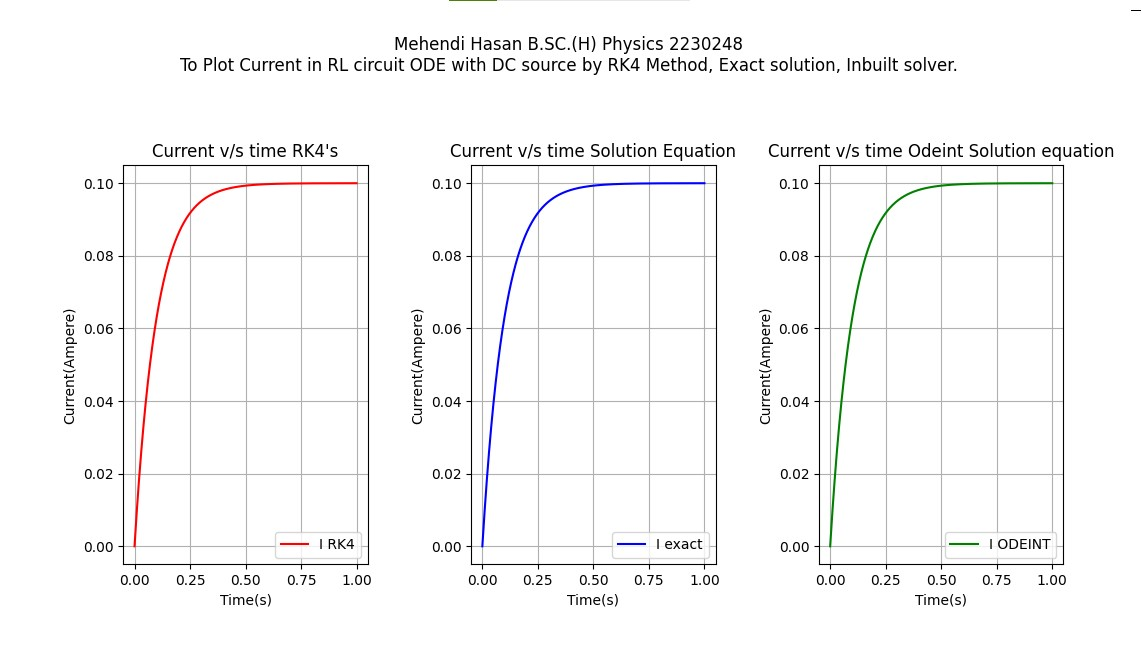 Mehendi Hasan B.SC.(H) Physics 2230248
To Plot Current in RL circuit ODE with DC source by RK4 Method, Exact solution, Inbuilt solver.
Current v/s time RK4's
Current(Ampere)
0.10
0.08
0.06
0.04
0.02
0.00
I RK4
0.00 0.25 0.50 0.75 1.00
Time(s)
Current v/s time Solution Equation
Current(Ampere)
0.10
0.08
0.06
0.04
0.02
0.00
I exact
0.00 0.25 0.50 0.75 1.00
Time(s)
Current v/s time Odeint Solution equation
Current(Ampere)
0.10
0.08
0.06
0.04
0.02
0.00
I ODEINT
0.00 0.25 0.50 0.75 1.00
Time(s)